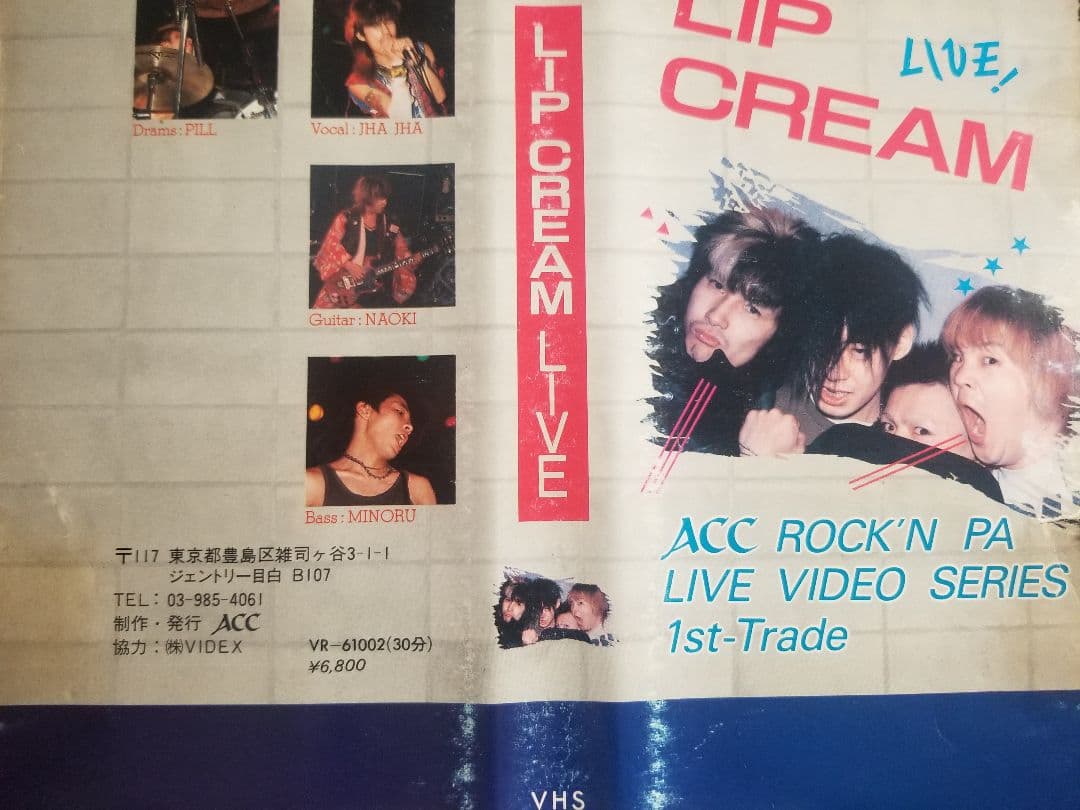 Drams : PILL
Vocal : JHA JHA
Guitar : NAOKI
Bass : MINORU
〒117 東京都豊島区雑司ヶ谷3-1-1
ジェントリー目白 B107
TEL : 03-985-4061
制作・発行 ACC
協力 : ㈱VIDEX
VR-61002(30分)
¥6,800
LIP CREAM LIVE
VHS
LIP
CREAM
LIVE!
ACC ROCK'N PA
LIVE VIDEO SERIES
1st-Trade